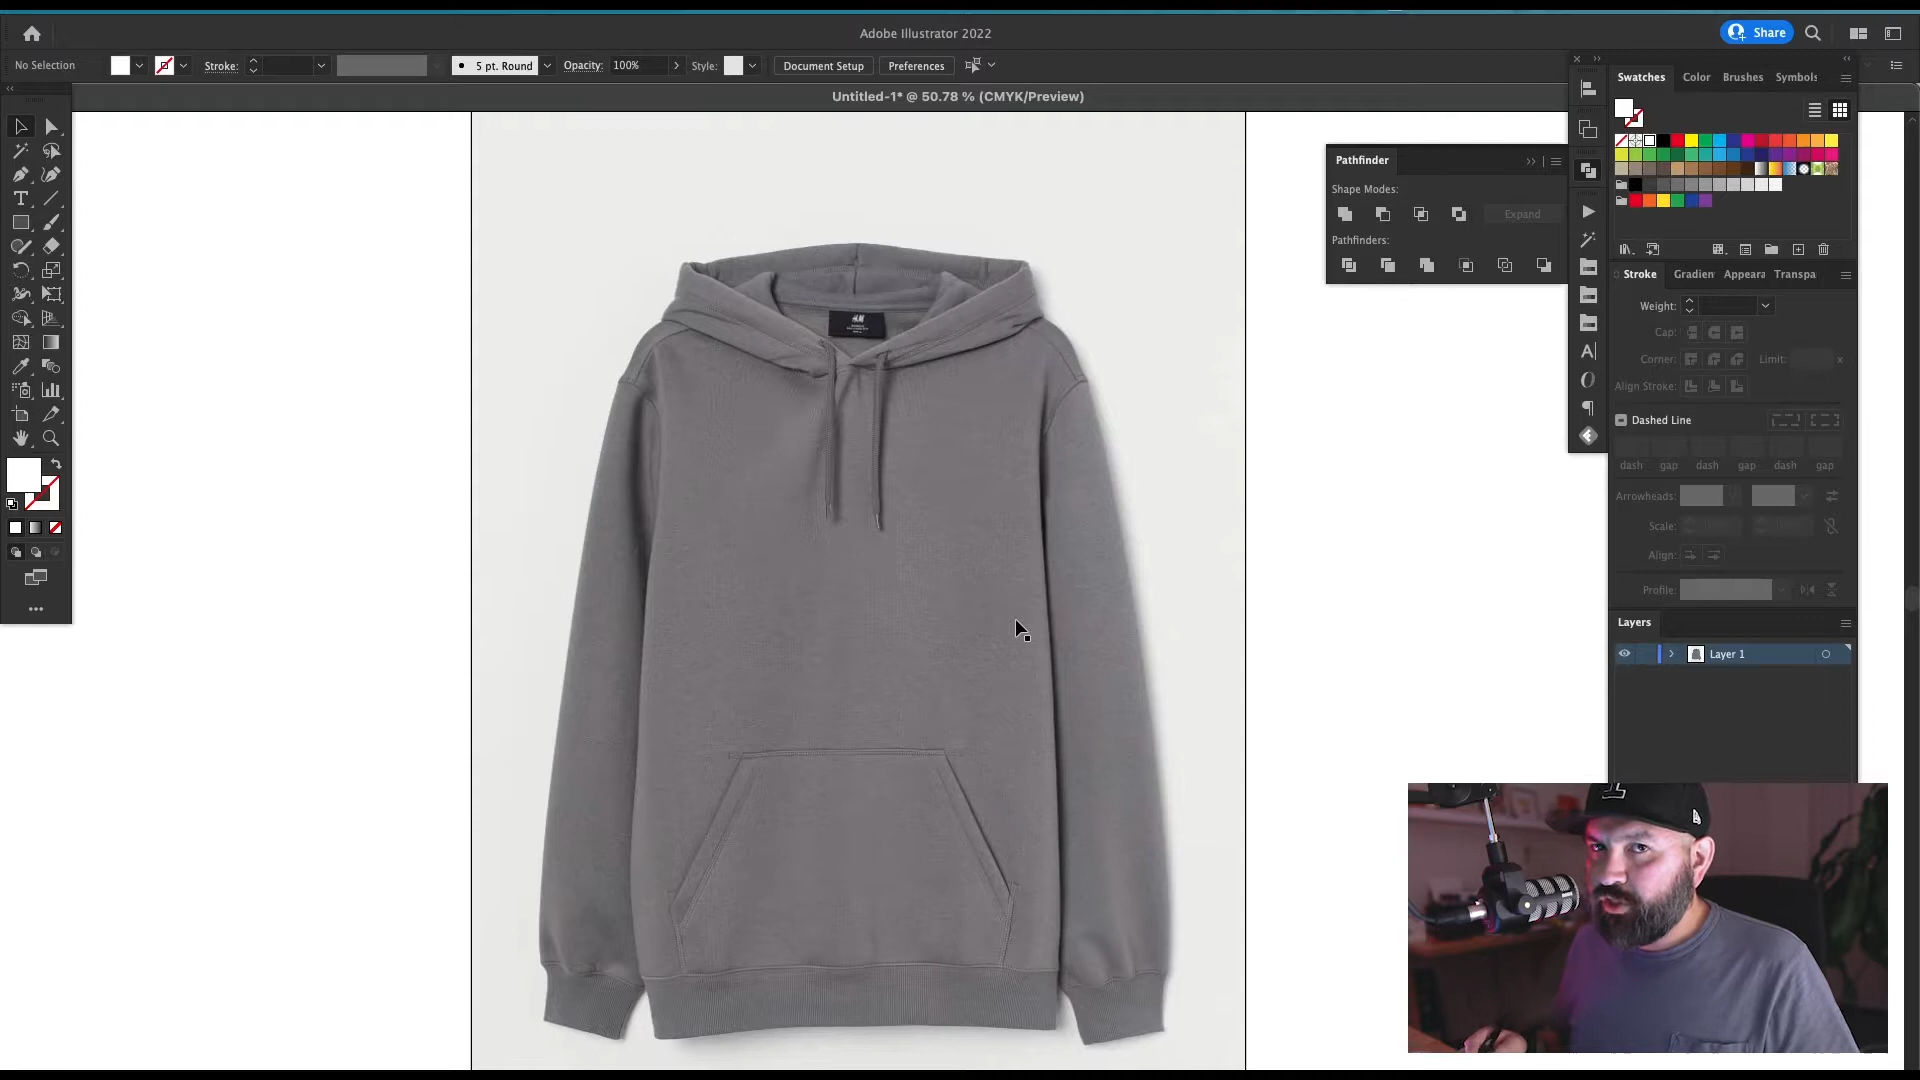 Adobe Illustrator 2022
Share
No Selection
Stroke:
5 pt. Round
Opacity:
100%
Style:
Document Setup
Preferences
Untitled-1* @ 50.78 % (CMYK/Preview)
Swatches
Color
Brushes
Symbols
Pathfinder
Shape Modes:
Expand
Pathfinders:
Stroke
Gradien
Appeara
Transpa
Weight:
Cap:
Corner:
Limit:
x
Align Stroke:
Dashed Line
dash
gap
dash
gap
dash
gap
Arrowheads:
Scale:
Align:
Profile:
Layers
Layer 1
H&M